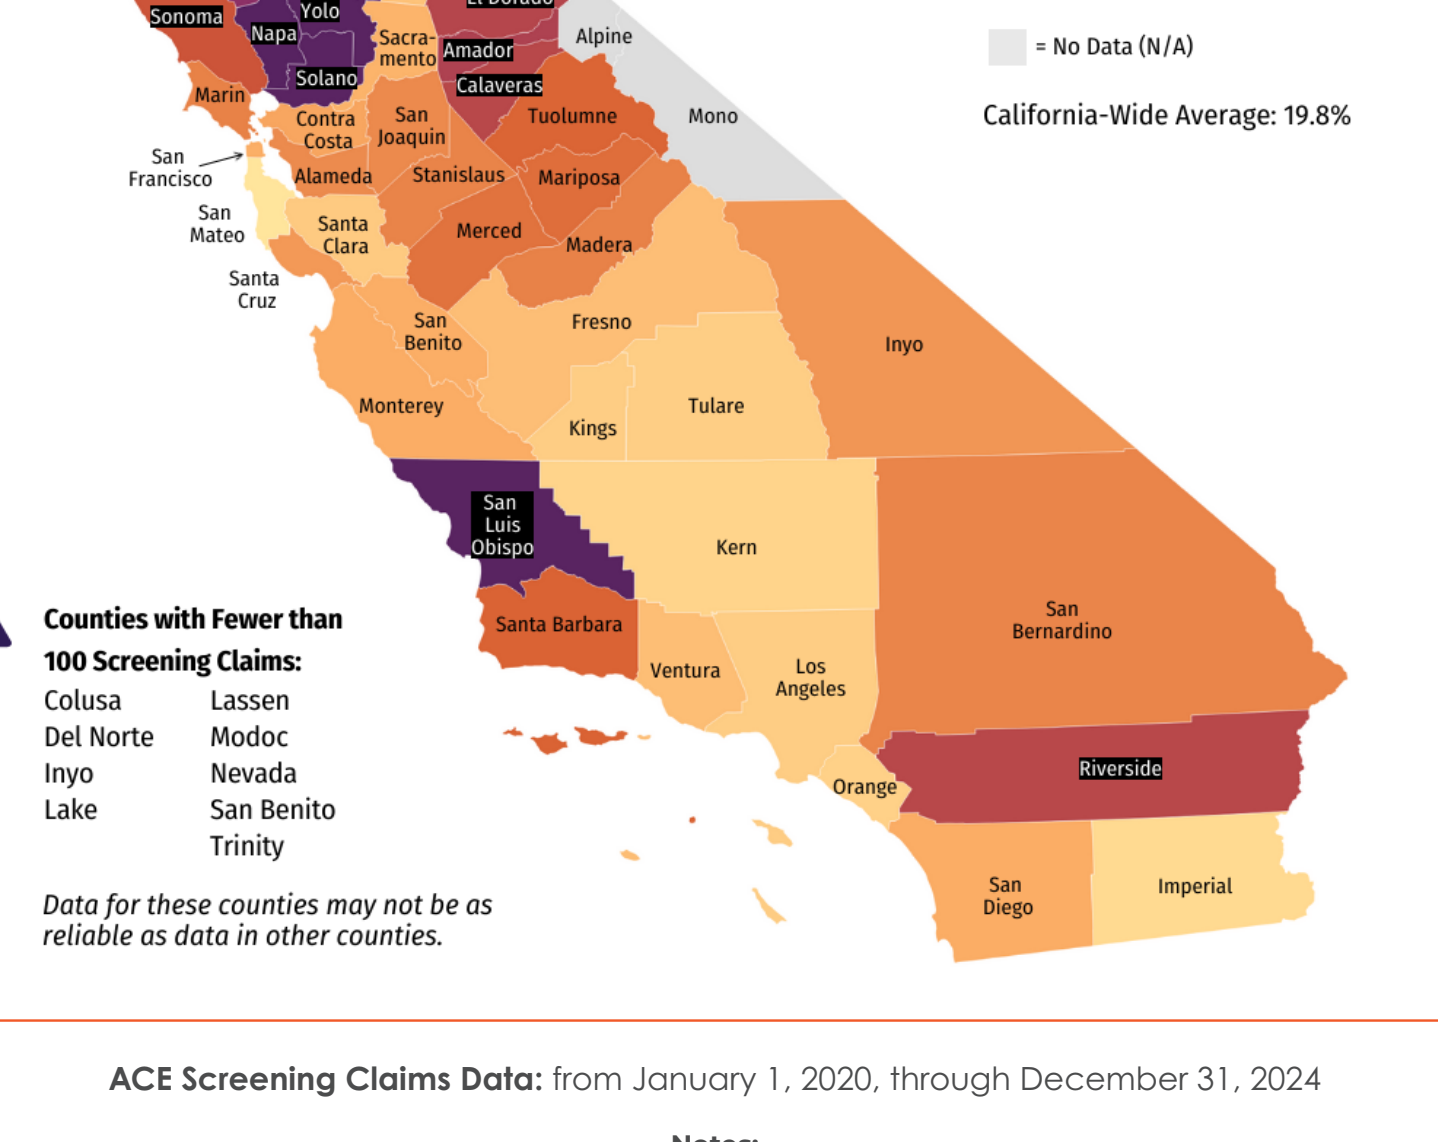 El Dorado
Sonoma
Yolo
Napa
Sacra-
mento
Amador
Alpine
= No Data (N/A)
Solano
Calaveras
Marin
Contra
Costa
San
Joaquin
Tuolumne
Mono
California-Wide Average: 19.8%
San
Francisco
Alameda
Stanislaus
Mariposa
San
Mateo
Santa
Clara
Merced
Madera
Santa
Cruz
San
Benito
Fresno
Inyo
Monterey
Kings
Tulare
San
Luis
Obispo
Kern
Santa Barbara
Ventura
Los
Angeles
San
Bernardino
Orange
Riverside
San
Diego
Imperial
Counties with Fewer than
100 Screening Claims:
Colusa
Del Norte
Inyo
Lake
Lassen
Modoc
Nevada
San Benito
Trinity
Data for these counties may not be as
reliable as data in other counties.
ACE Screening Claims Data: from January 1, 2020, through December 31, 2024
Notes: